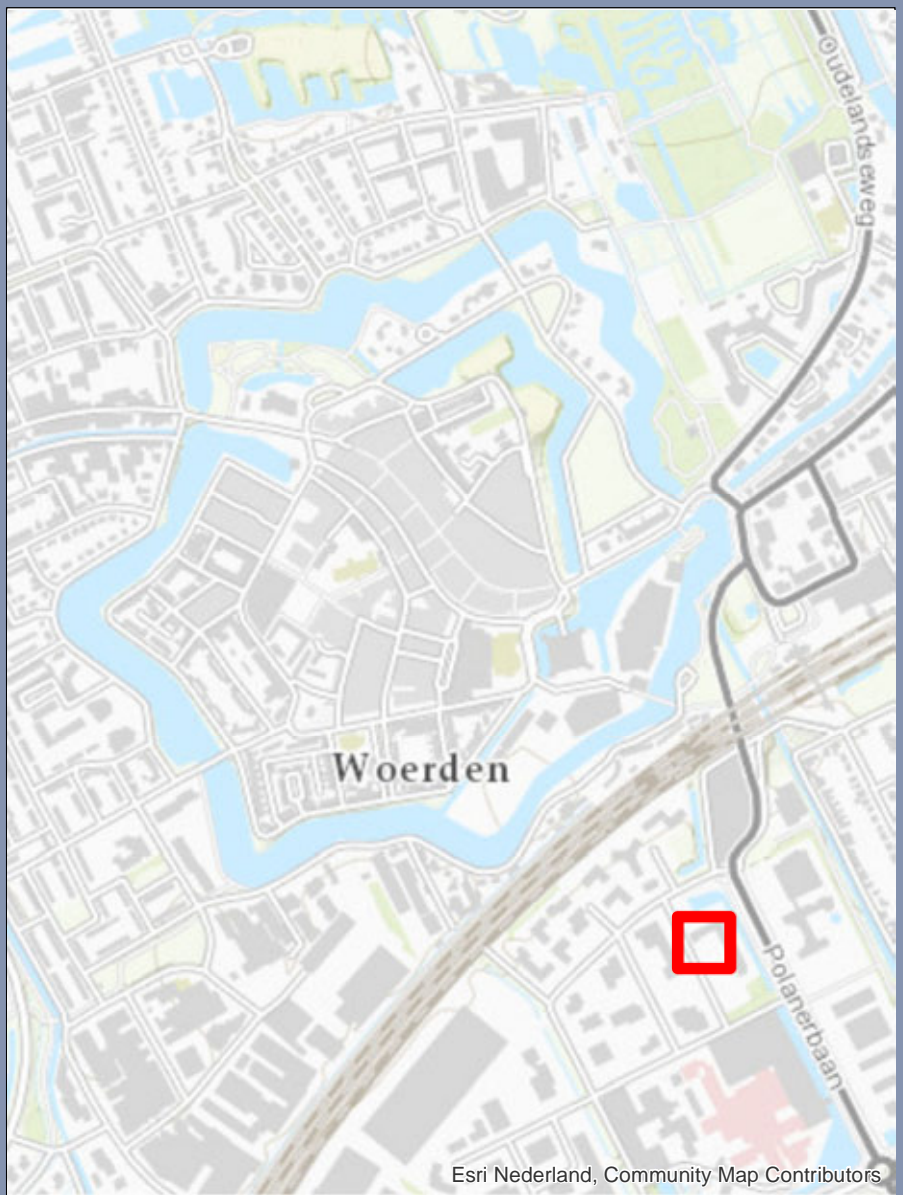 Oudelandseweg
Woerden
Polanerbaan
Esri Nederland, Community Map Contributors